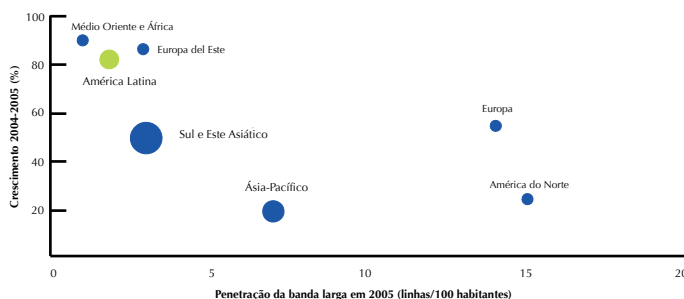 100
Médio Oriente e África
Europa del Este
80
América Latina
60
Europa
Sul e Este Asiático
40
Ásia-Pacífico
América do Norte
20
Crescimento 2004-2005 (%)
0
5
10
15
20
Penetração da banda larga em 2005 (linhas/100 habitantes)